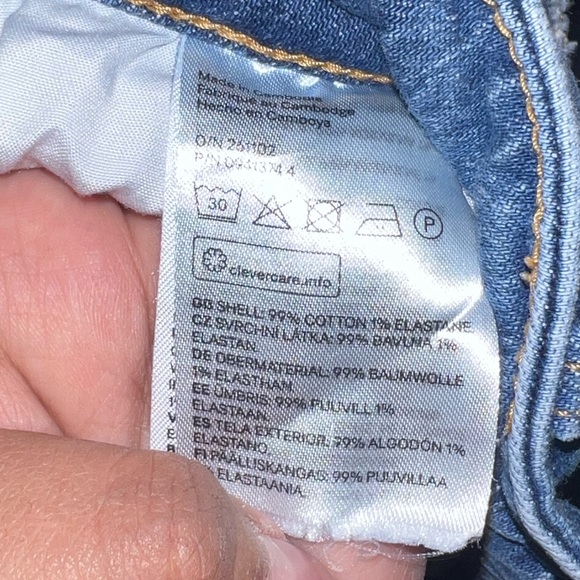 Made in Cambodia
Fabriqué au Cambodge
Hecho en Camboya
O/N 261102
P/N 0941374 4
30
P
clevercare.info
GB SHELL: 99% COTTON 1% ELASTANE
CZ SVRCHNÍ LÁTKA: 99% BAVLNA 1%
ELASTAN
DE OBERMATERIAL: 99% BAUMWOLLE
1% ELASTHAN
EE ÜMBRIS: 99% PUUVILL 1%
ELASTAAN.
ES TELA EXTERIOR: 99% ALGODÓN 1%
ELASTANO.
FI PÄÄLLISKANGAS: 99% PUUVILLAA
ELASTAANIA.